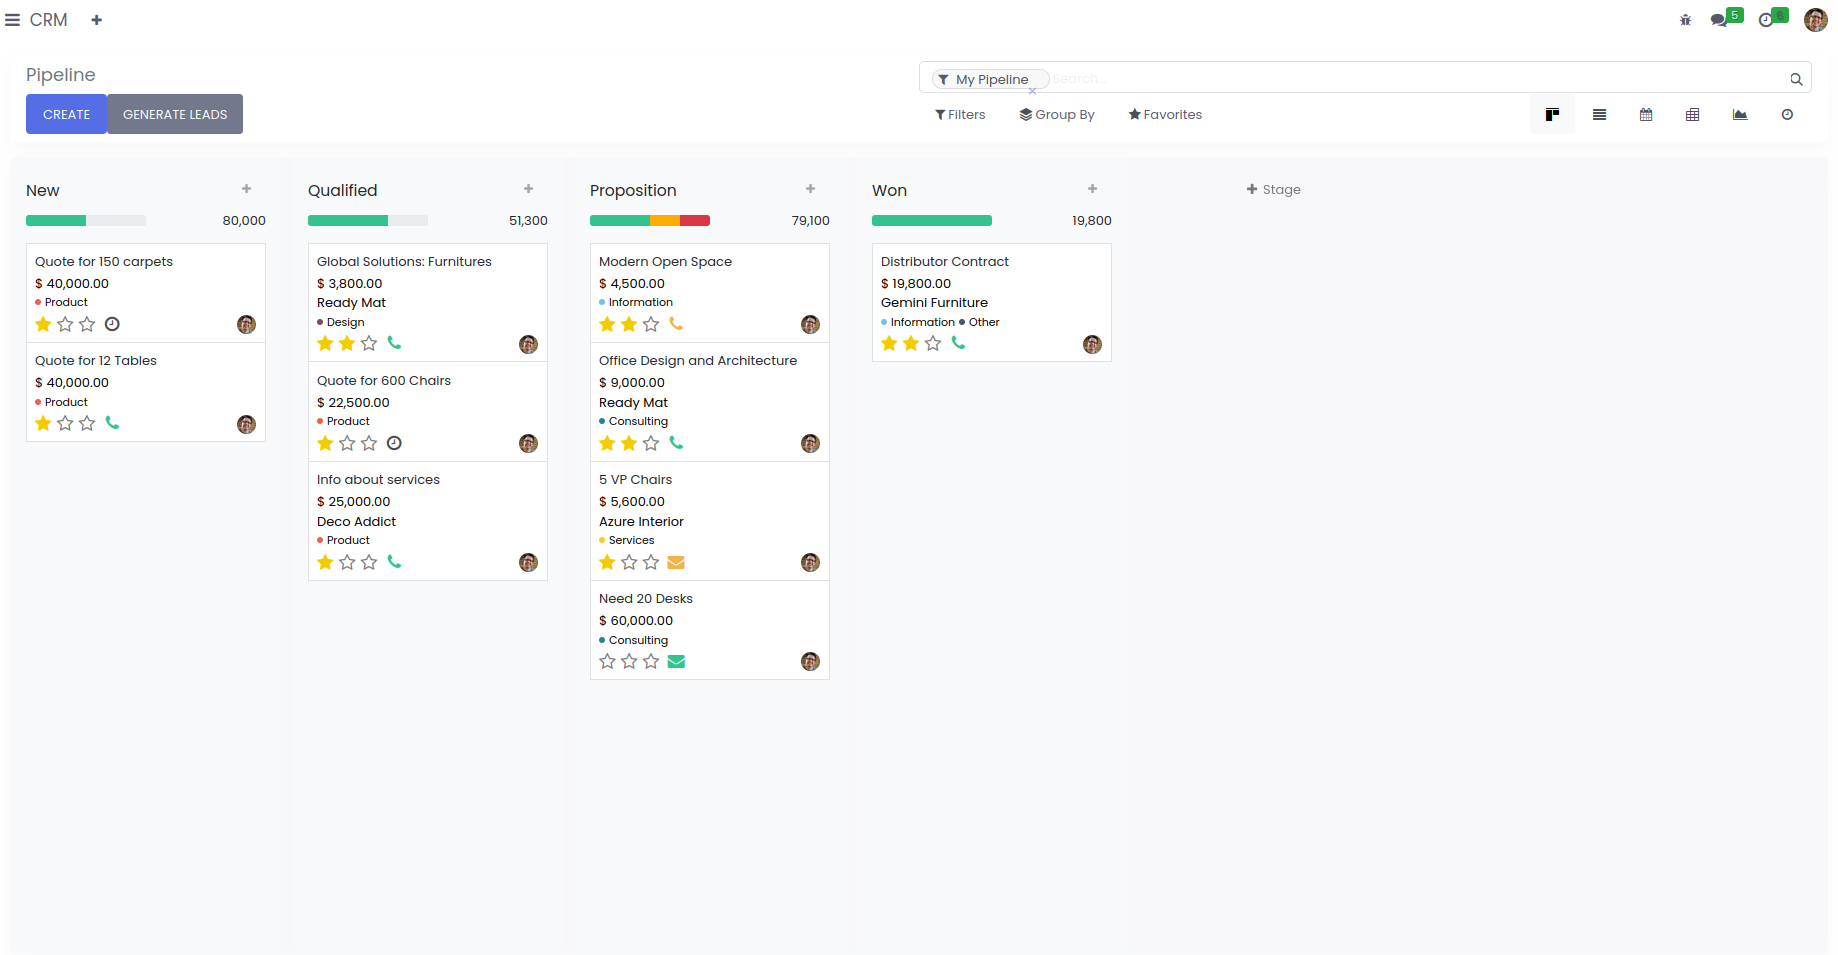 CRM
5
6
Pipeline
My Pipeline
Search...
CREATE
GENERATE LEADS
Filters
Group By
Favorites
New
80,000
Quote for 150 carpets
$ 40,000.00
Product
Quote for 12 Tables
$ 40,000.00
Product
Qualified
51,300
Global Solutions: Furnitures
$ 3,800.00
Ready Mat
Design
Quote for 600 Chairs
$ 22,500.00
Product
Info about services
$ 25,000.00
Deco Addict
Product
Proposition
79,100
Modern Open Space
$ 4,500.00
Information
Office Design and Architecture
$ 9,000.00
Ready Mat
Consulting
5 VP Chairs
$ 5,600.00
Azure Interior
Services
Need 20 Desks
$ 60,000.00
Consulting
Won
19,800
Distributor Contract
$ 19,800.00
Gemini Furniture
Information Other
Stage